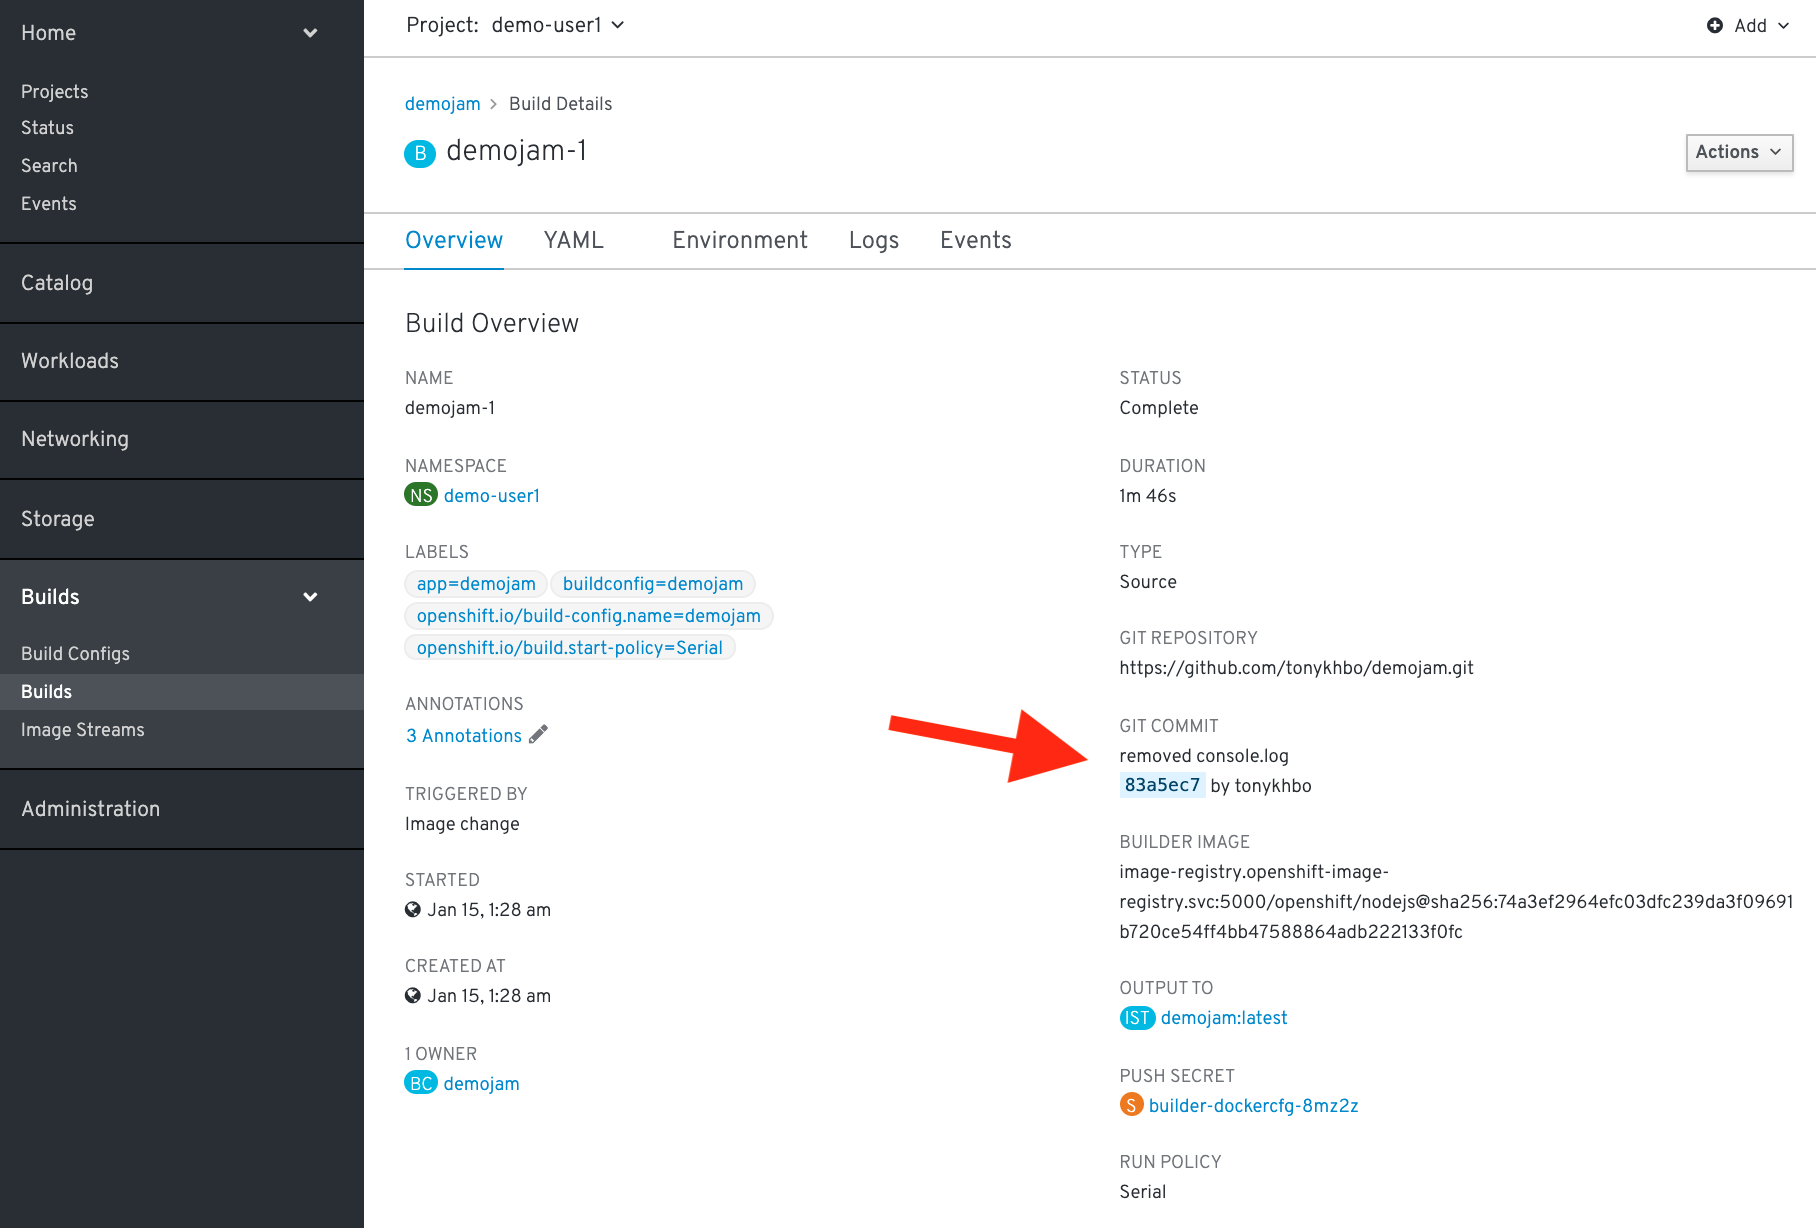 Home
Projects
Status
Search
Events
Catalog
Workloads
Networking
Storage
Builds
Build Configs
Builds
Image Streams
Administration
Project: demo-user1
Add
demojam > Build Details
B demojam-1
Actions
Overview YAML Environment Logs Events
Build Overview
NAME
demojam-1
NAMESPACE
NS demo-user1
LABELS
app=demojam buildconfig=demojam
openshift.io/build-config.name=demojam
openshift.io/build.start-policy=Serial
ANNOTATIONS
3 Annotations
TRIGGERED BY
Image change
STARTED
Jan 15, 1:28 am
CREATED AT
Jan 15, 1:28 am
1 OWNER
BC demojam
STATUS
Complete
DURATION
1m 46s
TYPE
Source
GIT REPOSITORY
https://github.com/tonykhbo/demojam.git
GIT COMMIT
removed console.log
83a5ec7 by tonykhbo
BUILDER IMAGE
image-registry.openshift-image-
registry.svc:5000/openshift/nodejs@sha256:74a3ef2964efc03dfc239da3f09691
b720ce54ff4bb47588864adb222133f0fc
OUTPUT TO
IST demojam:latest
PUSH SECRET
S builder-dockercfg-8mz2z
RUN POLICY
Serial